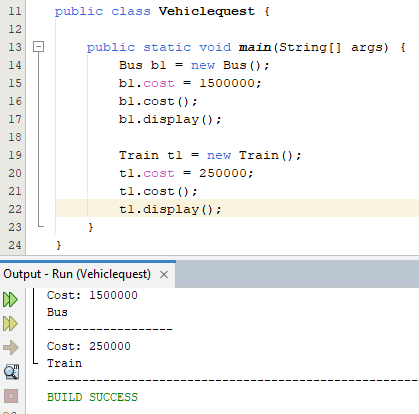 11 public class Vehiclequest {
12
13 public static void main(String[] args) {
14 Bus b1 = new Bus();
15 b1.cost = 1500000;
16 b1.cost();
17 b1.display();
18
19 Train t1 = new Train();
20 t1.cost = 250000;
21 t1.cost();
22 t1.display();
23 }
24 }
Output - Run (Vehiclequest) ×
Cost: 1500000
Bus
------------------
Cost: 250000
Train
------------------------------------------------------
BUILD SUCCESS